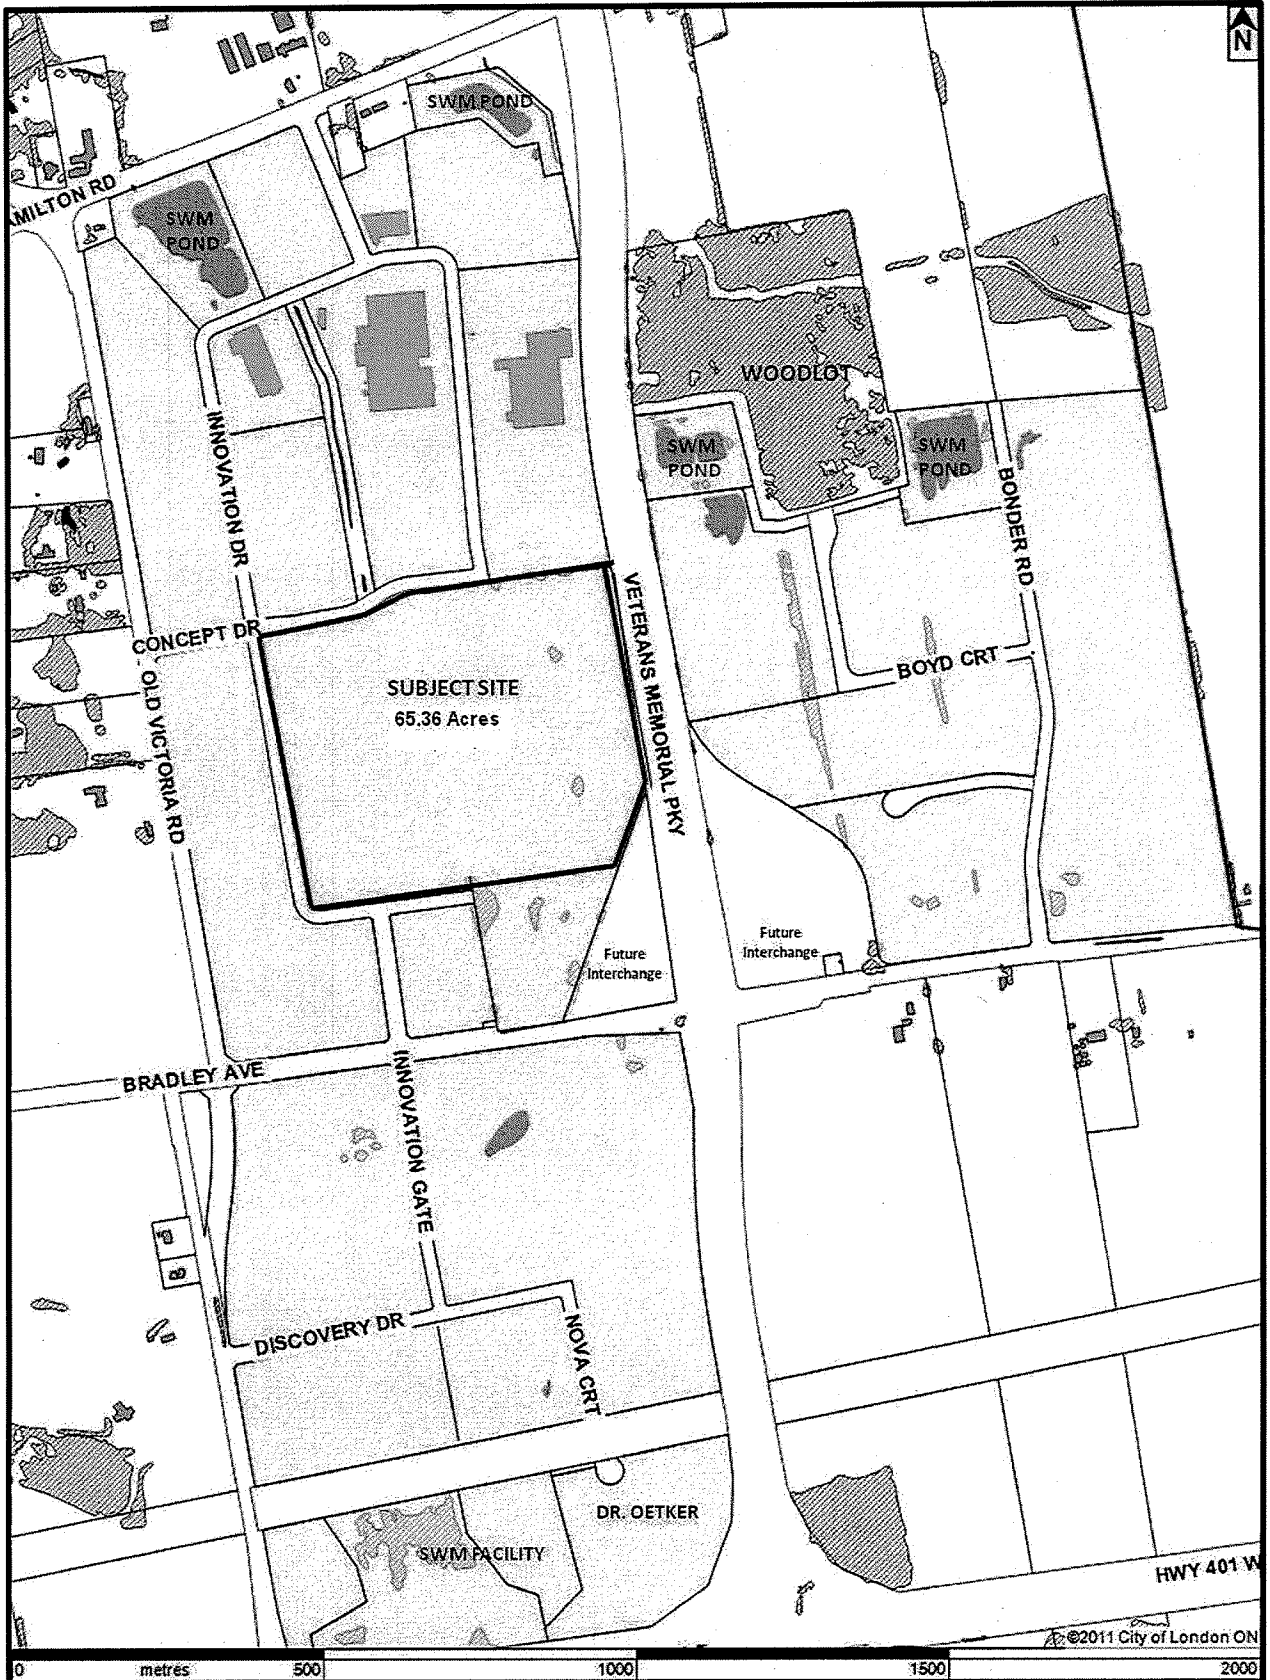 N
SWM POND
AMILTON RD
SWM
POND
WOODLOT
SWM
POND
SWM
POND
INNOVATION DR
BONDER RD
VETERANS MEMORIAL PKY
CONCEPT DR
BOYD CRT
OLD VICTORIA RD
SUBJECT SITE
65.36 Acres
Future
Interchange
Future
Interchange
BRADLEY AVE
INNOVATION GATE
DISCOVERY DR
NOVA CRT
DR. OETKER
SWM FACILITY
HWY 401 W
©2011 City of London ON
0 metres 500 1000 1500 2000